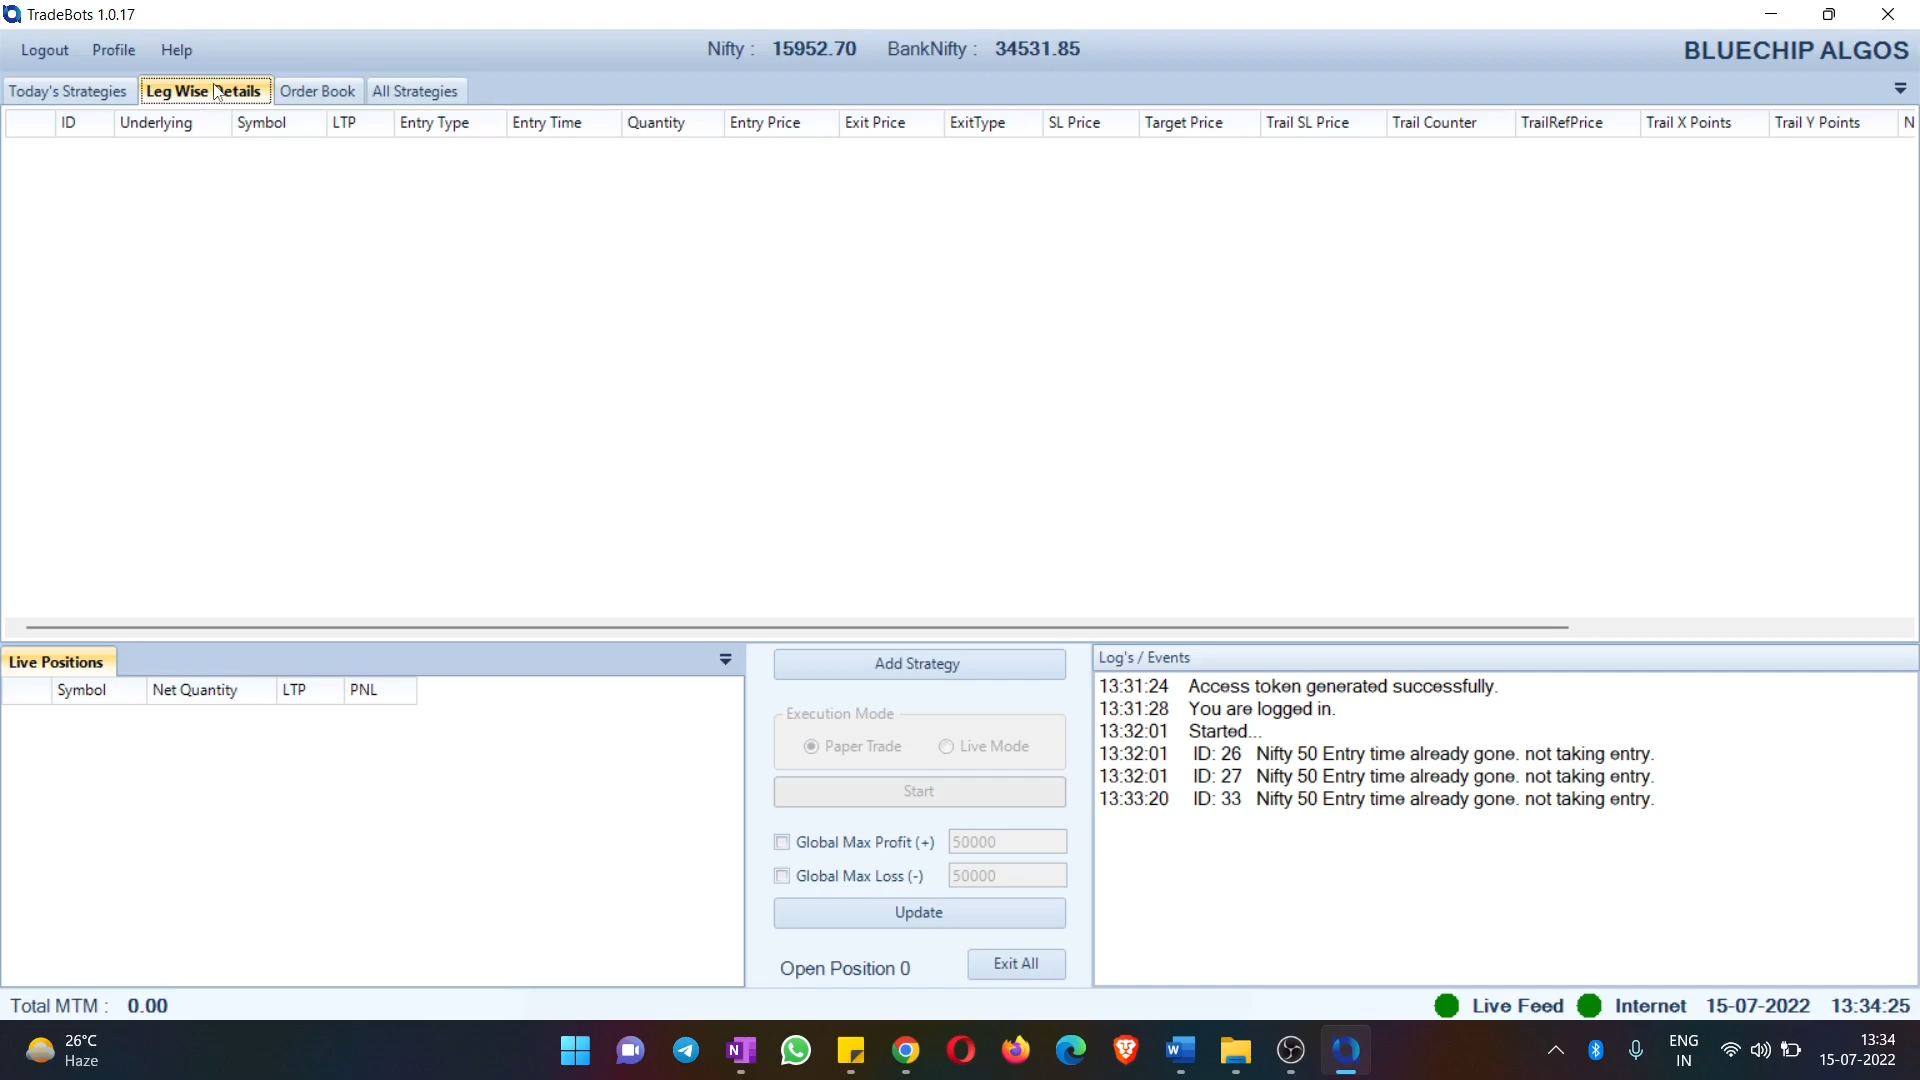 TradeBots 1.0.17
Logout Profile Help Nifty : 15952.70 BankNifty : 34531.85 BLUECHIP ALGOS
Today's Strategies Leg Wise Details Order Book All Strategies
ID Underlying Symbol LTP Entry Type Entry Time Quantity Entry Price Exit Price ExitType SL Price Target Price Trail SL Price Trail Counter TrailRefPrice Trail X Points Trail Y Points N
Live Positions
Symbol Net Quantity LTP PNL
Add Strategy
Execution Mode
Paper Trade Live Mode
Start
Global Max Profit (+) 50000
Global Max Loss (-) 50000
Update
Open Position 0 Exit All
Log's / Events
13:31:24 Access token generated successfully.
13:31:28 You are logged in.
13:32:01 Started...
13:32:01 ID: 26 Nifty 50 Entry time already gone. not taking entry.
13:32:01 ID: 27 Nifty 50 Entry time already gone. not taking entry.
13:33:20 ID: 33 Nifty 50 Entry time already gone. not taking entry.
Total MTM : 0.00 Live Feed Internet 15-07-2022 13:34:25
26°C
Haze
ENG
IN
13:34
15-07-2022